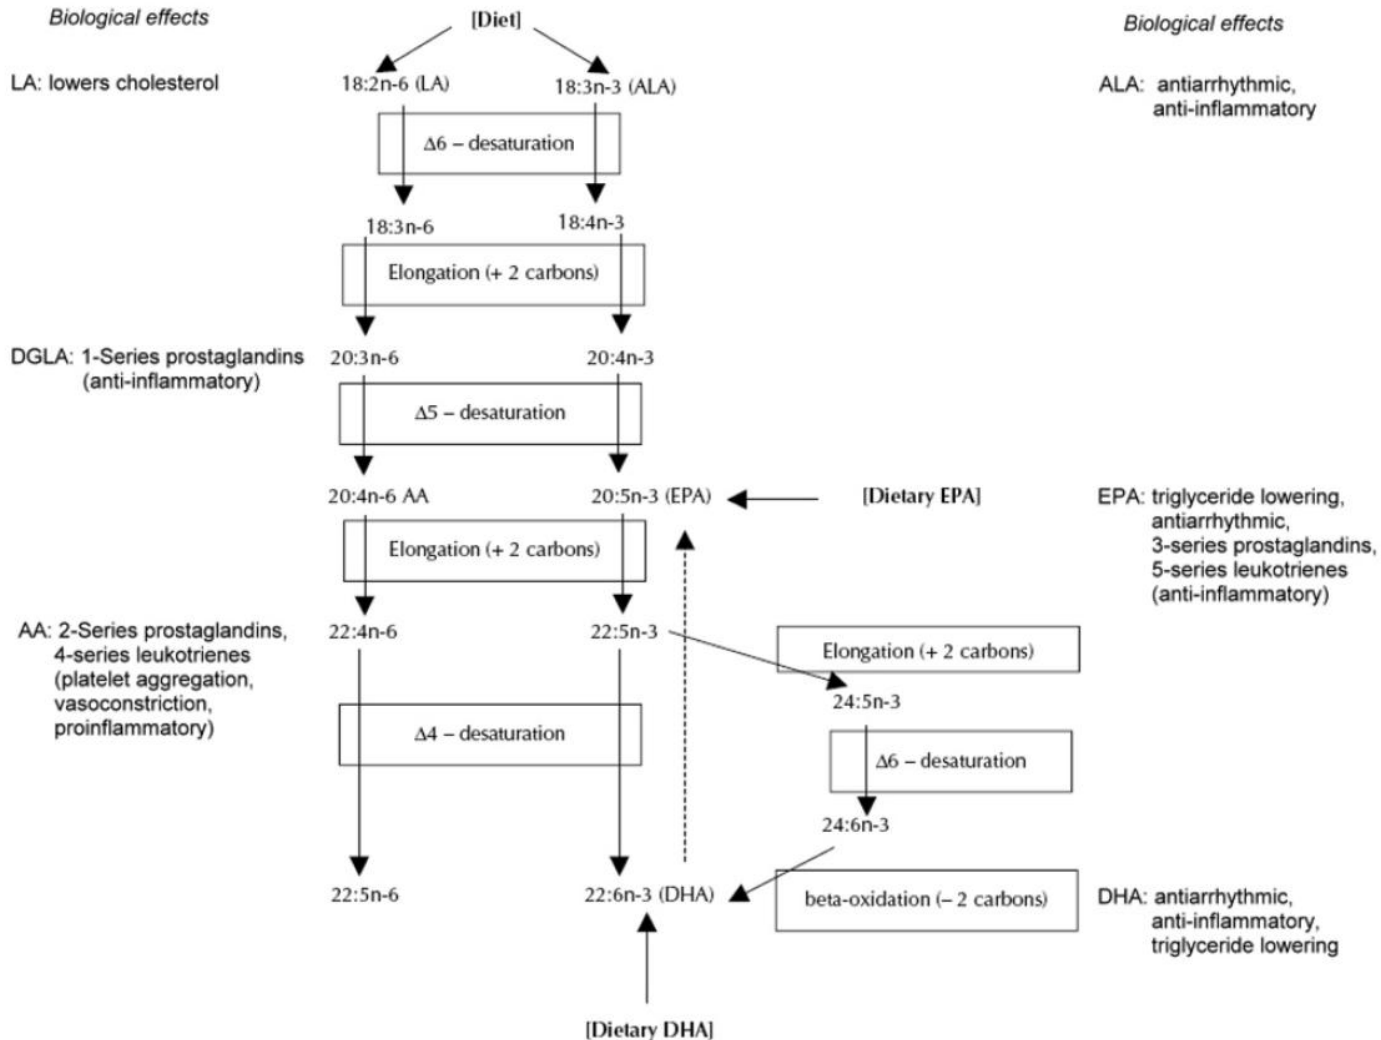 Biological effects
[Diet]
Biological effects
LA: lowers cholesterol
18:2n-6 (LA)
18:3n-3 (ALA)
ALA: antiarrhythmic,
anti-inflammatory
Δ6 – desaturation
18:3n-6
18:4n-3
Elongation (+ 2 carbons)
DGLA: 1-Series prostaglandins
(anti-inflammatory)
20:3n-6
20:4n-3
Δ5 – desaturation
20:4n-6 AA
20:5n-3 (EPA)
[Dietary EPA]
EPA: triglyceride lowering,
antiarrhythmic,
3-series prostaglandins,
5-series leukotrienes
(anti-inflammatory)
Elongation (+ 2 carbons)
AA: 2-Series prostaglandins,
4-series leukotrienes
(platelet aggregation,
vasoconstriction,
proinflammatory)
22:4n-6
22:5n-3
Elongation (+ 2 carbons)
24:5n-3
Δ4 – desaturation
Δ6 – desaturation
24:6n-3
22:5n-6
22:6n-3 (DHA)
beta-oxidation (– 2 carbons)
DHA: antiarrhythmic,
anti-inflammatory,
triglyceride lowering
[Dietary DHA]